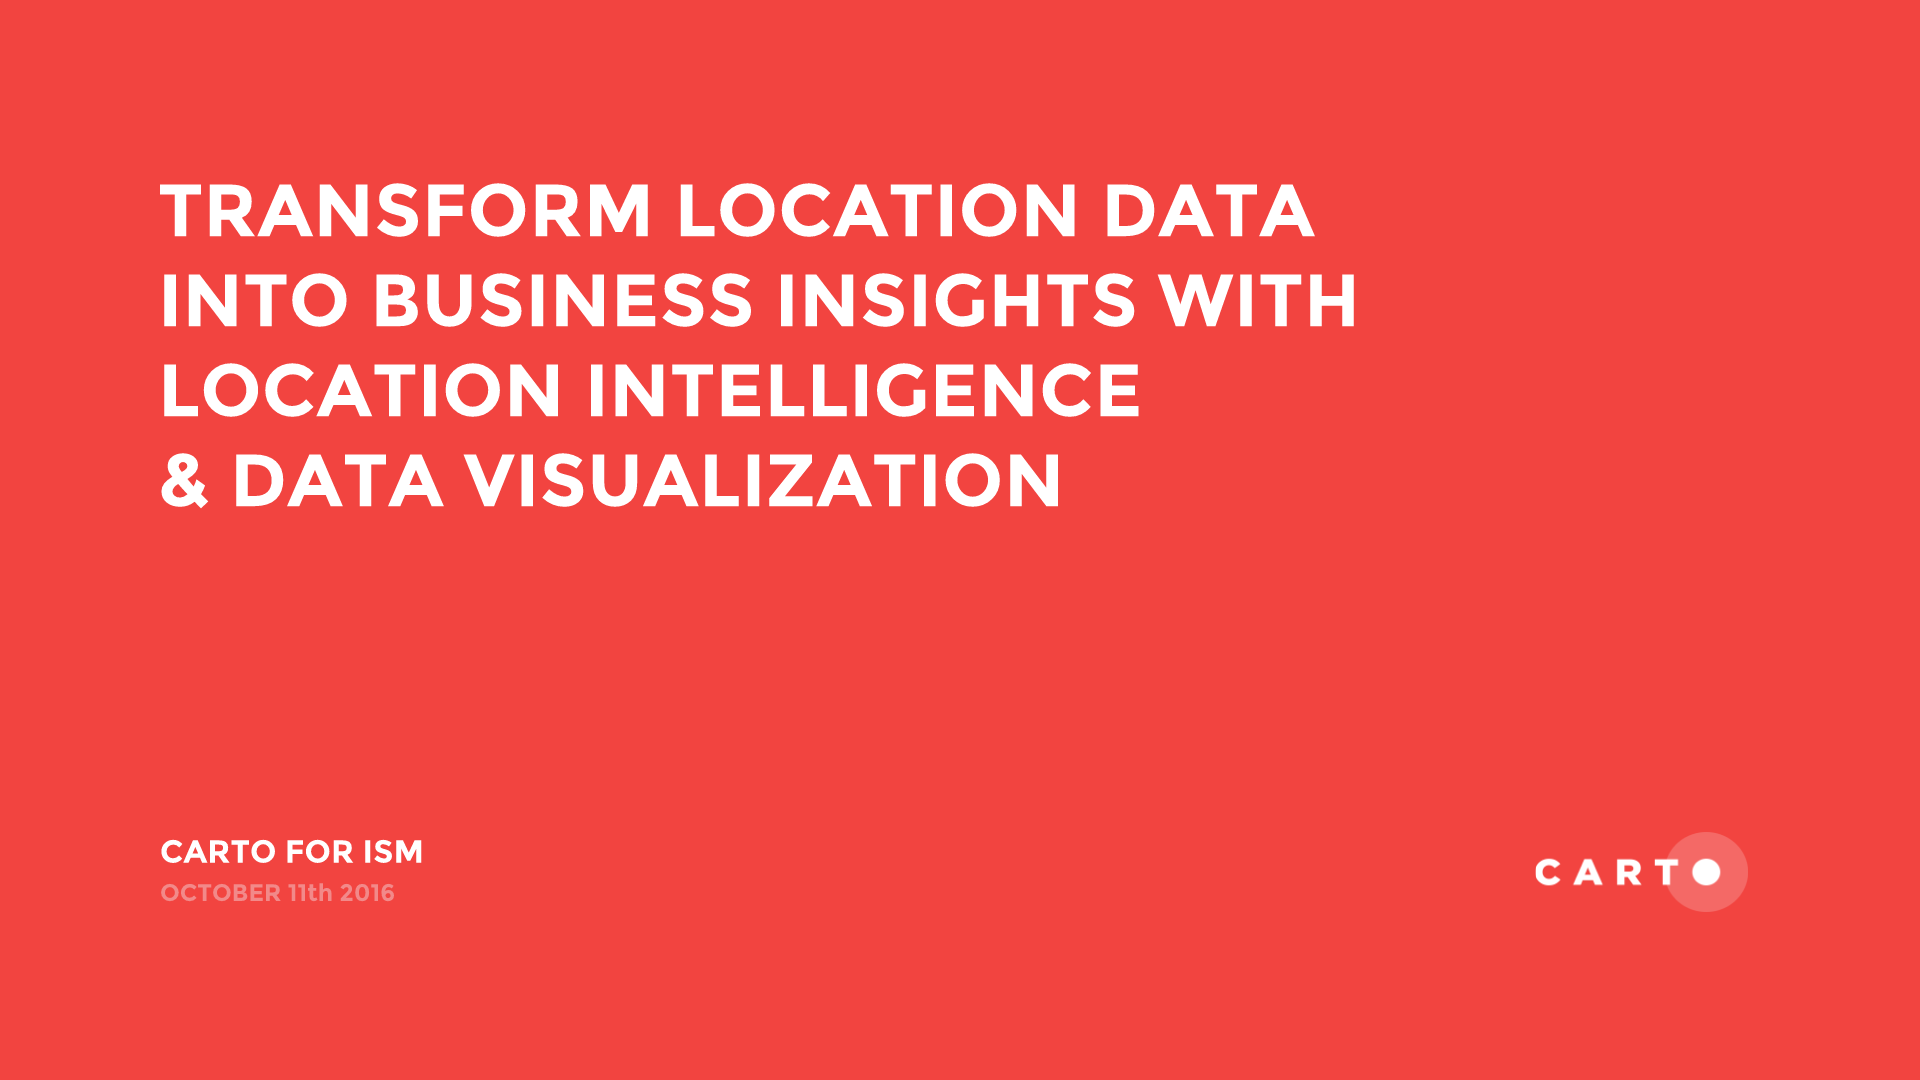 TRANSFORM LOCATION DATA
INTO BUSINESS INSIGHTS WITH
LOCATION INTELLIGENCE
& DATA VISUALIZATION
CARTO FOR ISM
OCTOBER 11th 2016
CARTO